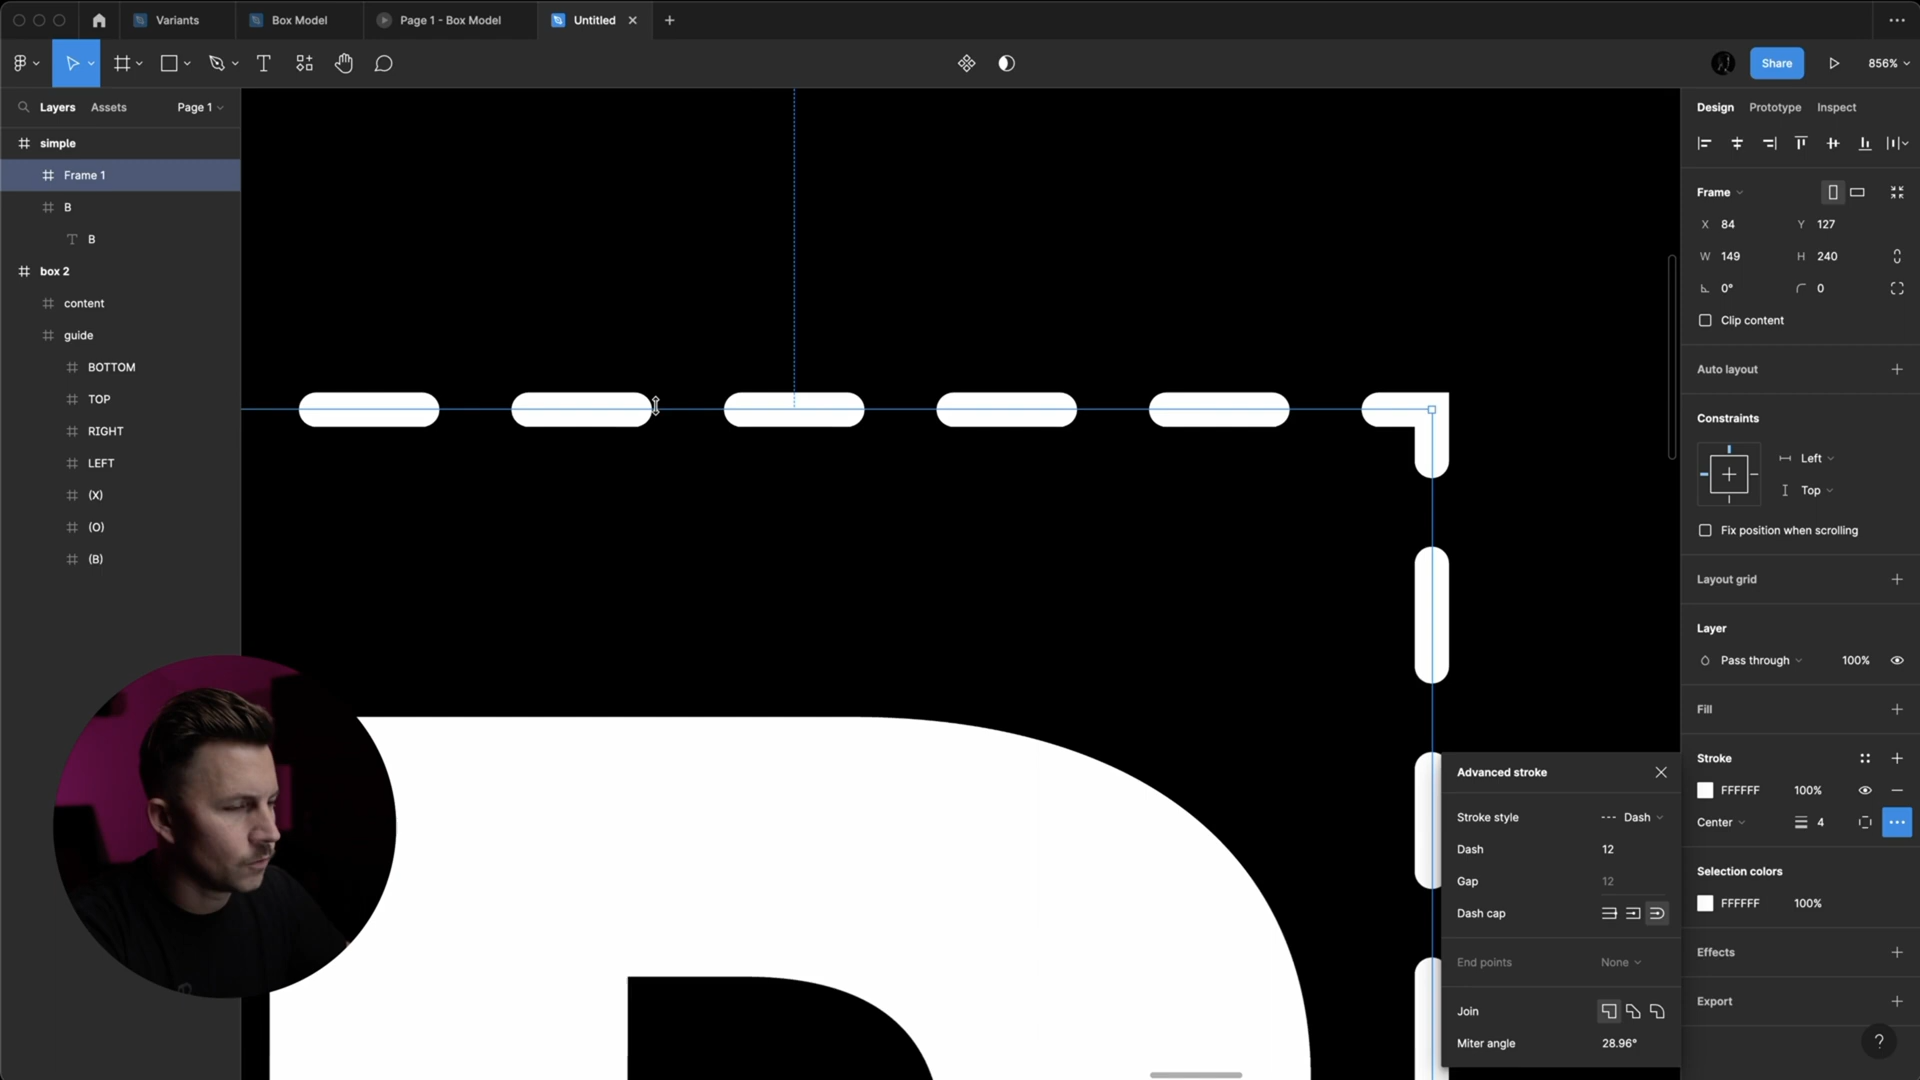 Variants
Box Model
Page 1 - Box Model
Untitled
Share
856%
Layers
Assets
Page 1
simple
Frame 1
B
B
box 2
content
guide
BOTTOM
TOP
RIGHT
LEFT
(X)
(O)
(B)
Design
Prototype
Inspect
Frame
X 84
Y 127
W 149
H 240
0°
0
Clip content
Auto layout
Constraints
Left
Top
Fix position when scrolling
Layout grid
Layer
Pass through
100%
Fill
Stroke
FFFFFF
100%
Center
4
Selection colors
FFFFFF
100%
Effects
Export
?
Advanced stroke
Stroke style
Dash
Dash
12
Gap
12
Dash cap
End points
None
Join
Miter angle
28.96°